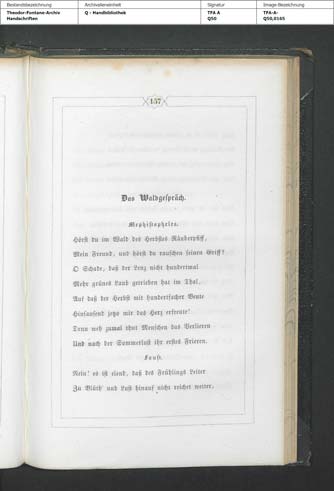 Bestandsbezeichnung
Archivalieneinheit
Signatur
Image-Bezeichnung
Theodor-Fontane-Archiv
Handschriften
Q - Handbibliothek
TFA A
Q50
TFA-A-
Q50,0165
157
Das Waldgespräch.
Mephistopheles.
Hörst du im Wald des Herbstes Räuberpfiff,
Mein Freund, und hörst du rauschen seinen Griff?
O Schade, daß der Lenz nicht hundertmal
Mehr grünes Laub getrieben hat im Thal,
Auf daß der Herbst mit hundertfacher Beute
Hinsausend jetzo mir das Herz erfreute!
Denn weh zumal thut Menschen das Verlieren
Und nach der Sommerlust ihr erstes Frieren.
Faust.
Nein! es ist elend, daß des Frühlings Leiter
Zu Blüth' und Lust hinauf nicht reichet weiter,